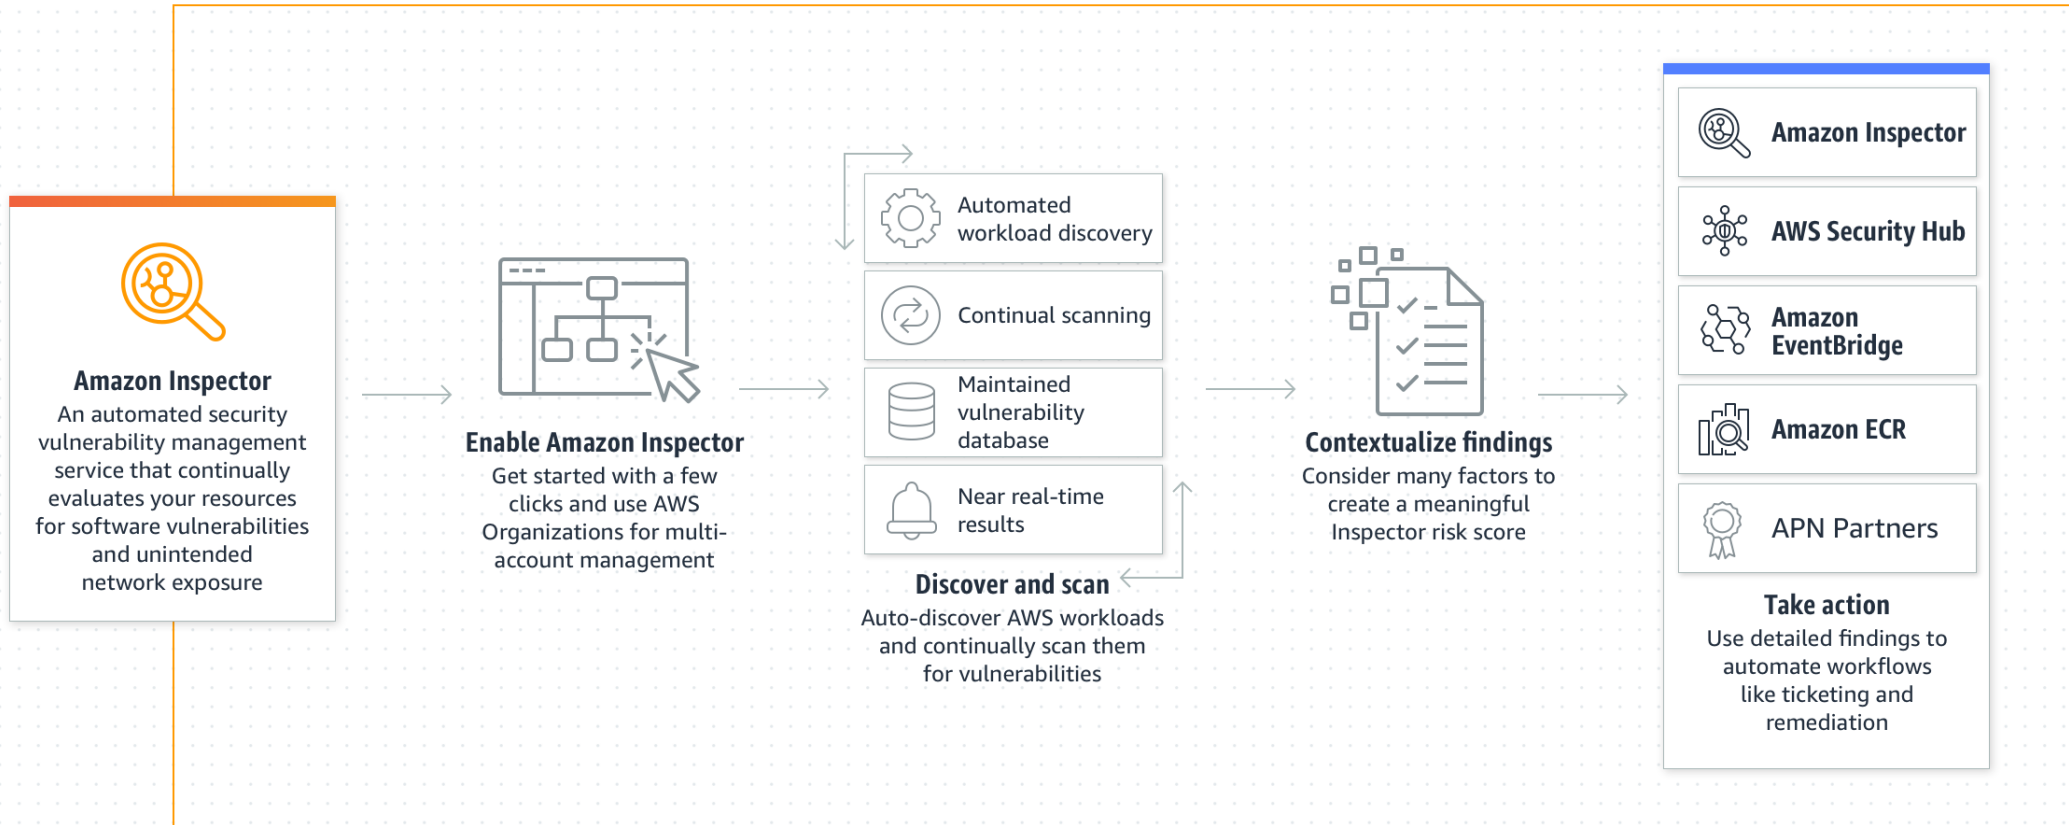 Amazon Inspector
An automated security
vulnerability management
service that continually
evaluates your resources
for software vulnerabilities
and unintended
network exposure
Enable Amazon Inspector
Get started with a few
clicks and use AWS
Organizations for multi-
account management
Automated
workload discovery
Continual scanning
Maintained
vulnerability
database
Near real-time
results
Discover and scan
Auto-discover AWS workloads
and continually scan them
for vulnerabilities
Contextualize findings
Consider many factors to
create a meaningful
Inspector risk score
Amazon Inspector
AWS Security Hub
Amazon
EventBridge
Amazon ECR
APN Partners
Take action
Use detailed findings to
automate workflows
like ticketing and
remediation